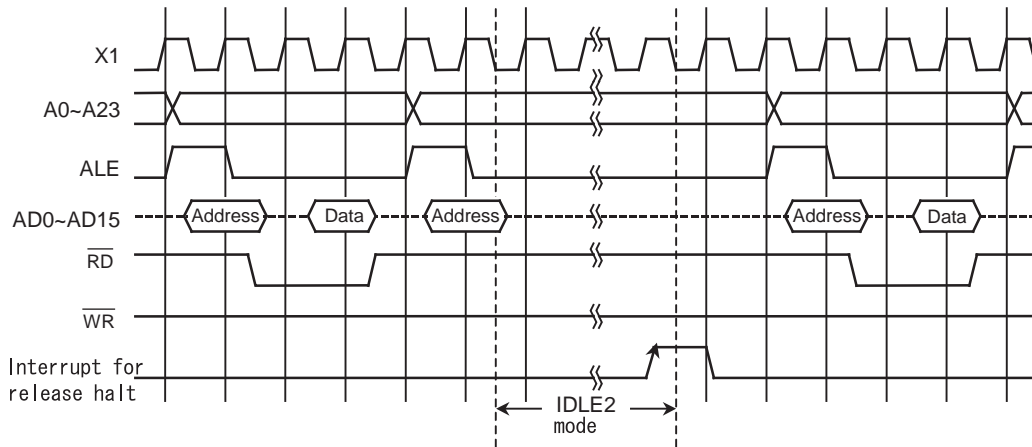 X1
A0~A23
ALE
AD0~AD15
Address
Data
Address
Address
Data
RD
WR
Interrupt for
release halt
IDLE2
mode